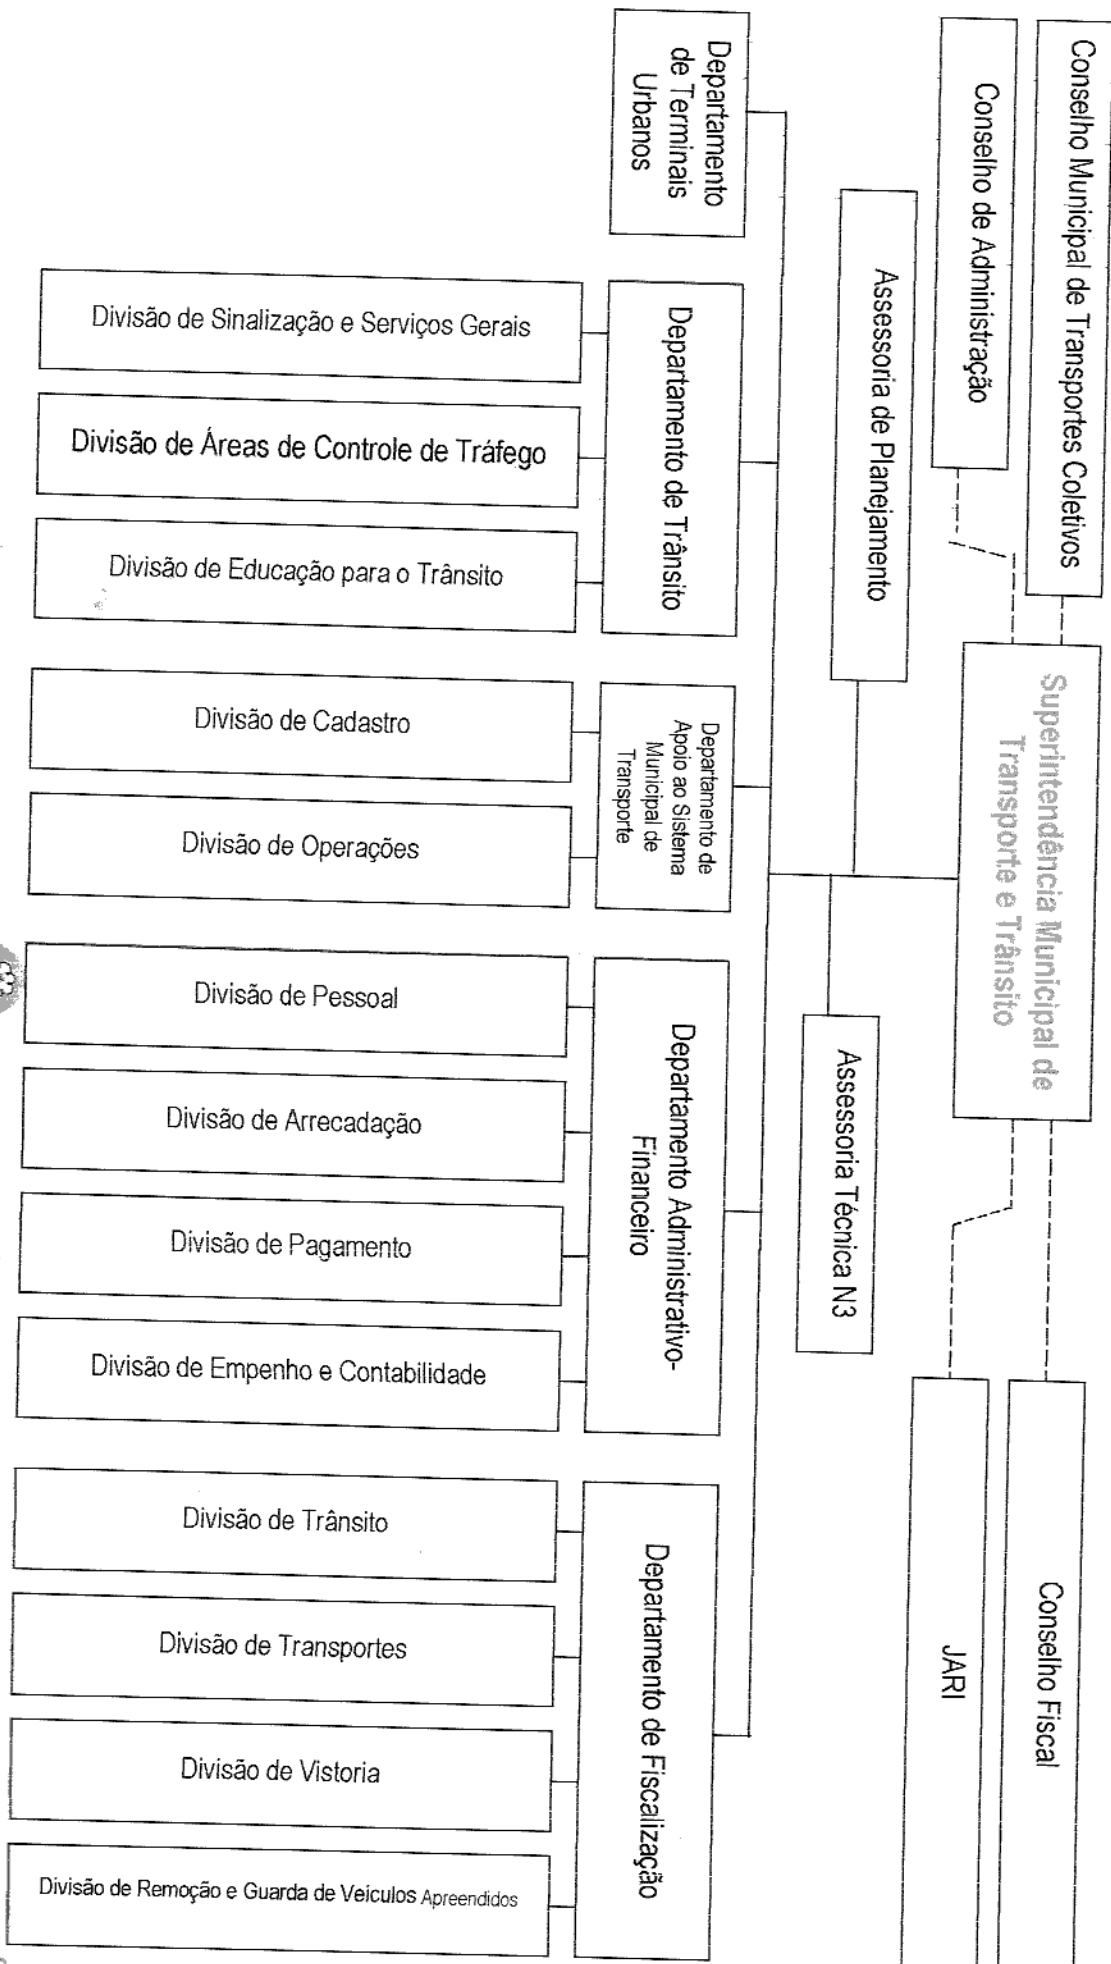 Conselho Municipal de Transportes Coletivos
Conselho de Administração
Superintendência Municipal de
Transporte e Trânsito
Conselho Fiscal
JARI
Assessoria de Planejamento
Assessoria Técnica N3
Departamento
de Terminais
Urbanos
Departamento de Trânsito
Divisão de Sinalização e Serviços Gerais
Divisão de Áreas de Controle de Tráfego
Divisão de Educação para o Trânsito
Departamento de
Apoio ao Sistema
Municipal de
Transporte
Divisão de Cadastro
Divisão de Operações
Departamento Administrativo-
Financeiro
Divisão de Pessoal
Divisão de Arrecadação
Divisão de Pagamento
Divisão de Empenho e Contabilidade
Departamento de Fiscalização
Divisão de Trânsito
Divisão de Transportes
Divisão de Vistoria
Divisão de Remoção e Guarda de Veículos Apreendidos